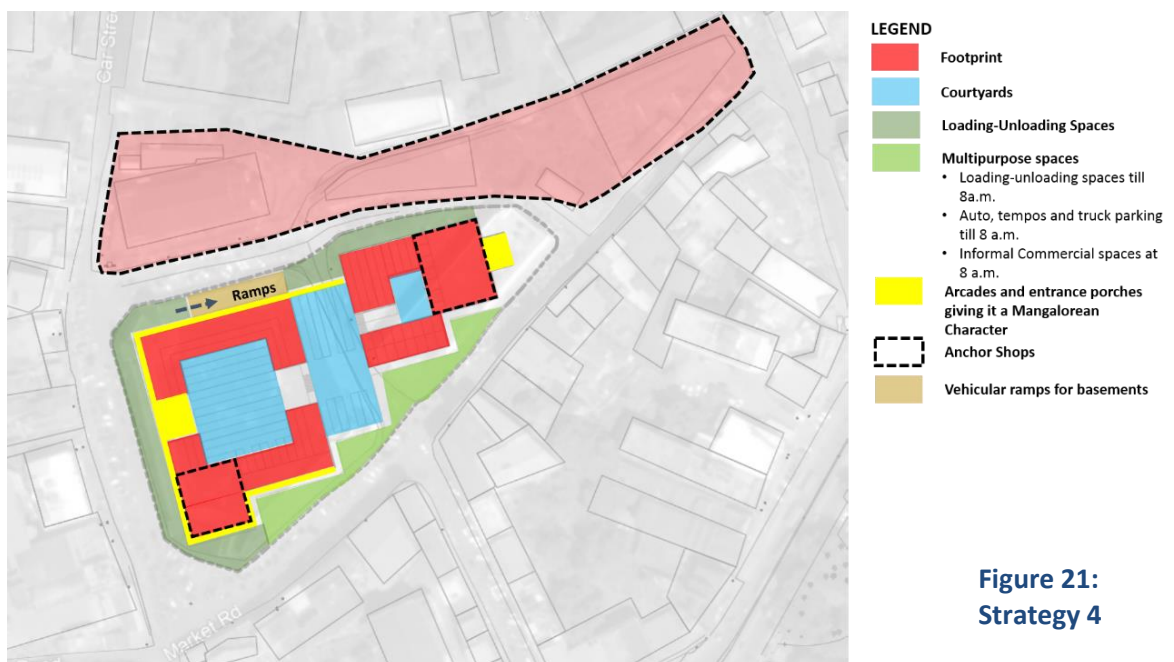 Car Stre
Ramps
Market Rd
LEGEND
Footprint
Courtyards
Loading-Unloading Spaces
Multipurpose spaces
• Loading-unloading spaces till
8a.m.
• Auto, tempos and truck parking
till 8 a.m.
• Informal Commercial spaces at
8 a.m.
Arcades and entrance porches
giving it a Mangalorean
Character
Anchor Shops
Vehicular ramps for basements
Figure 21:
Strategy 4